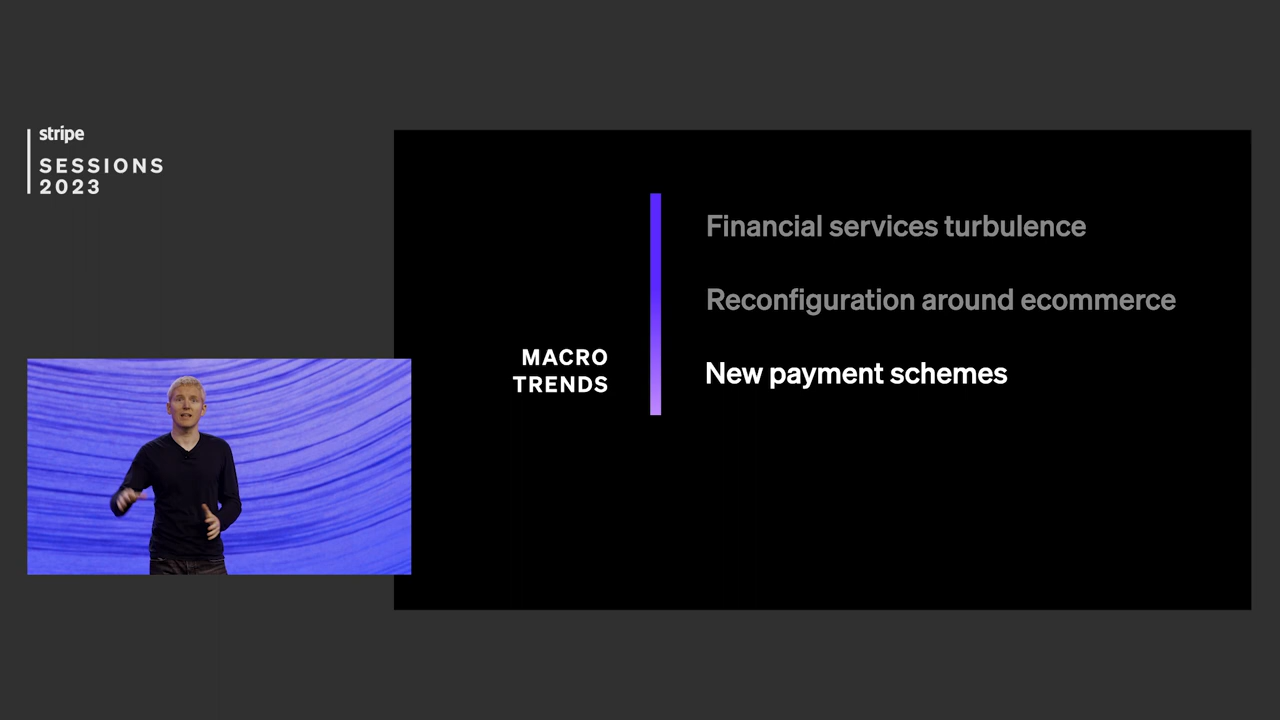 stripe
SESSIONS
2023
MACRO
TRENDS
Financial services turbulence
Reconfiguration around ecommerce
New payment schemes